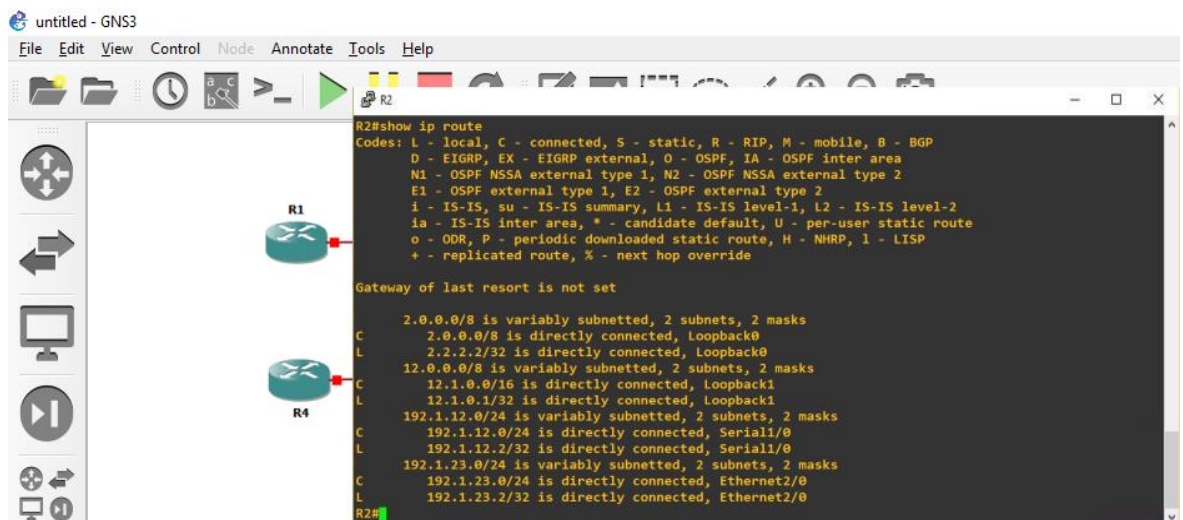 untitled - GNS3
File Edit View Control Node Annotate Tools Help
R2
R2#show ip route
Codes: L - local, C - connected, S - static, R - RIP, M - mobile, B - BGP
D - EIGRP, EX - EIGRP external, O - OSPF, IA - OSPF inter area
N1 - OSPF NSSA external type 1, N2 - OSPF NSSA external type 2
E1 - OSPF external type 1, E2 - OSPF external type 2
i - IS-IS, su - IS-IS summary, L1 - IS-IS level-1, L2 - IS-IS level-2
ia - IS-IS inter area, * - candidate default, U - per-user static route
o - ODR, P - periodic downloaded static route, H - NHRP, l - LISP
+ - replicated route, % - next hop override
Gateway of last resort is not set
2.0.0.0/8 is variably subnetted, 2 subnets, 2 masks
C 2.0.0.0/8 is directly connected, Loopback0
L 2.2.2.2/32 is directly connected, Loopback0
12.0.0.0/8 is variably subnetted, 2 subnets, 2 masks
C 12.1.0.0/16 is directly connected, Loopback1
L 12.1.0.1/32 is directly connected, Loopback1
192.1.12.0/24 is variably subnetted, 2 subnets, 2 masks
C 192.1.12.0/24 is directly connected, Serial1/0
L 192.1.12.2/32 is directly connected, Serial1/0
192.1.23.0/24 is variably subnetted, 2 subnets, 2 masks
C 192.1.23.0/24 is directly connected, Ethernet2/0
L 192.1.23.2/32 is directly connected, Ethernet2/0
R2#
R1
R4